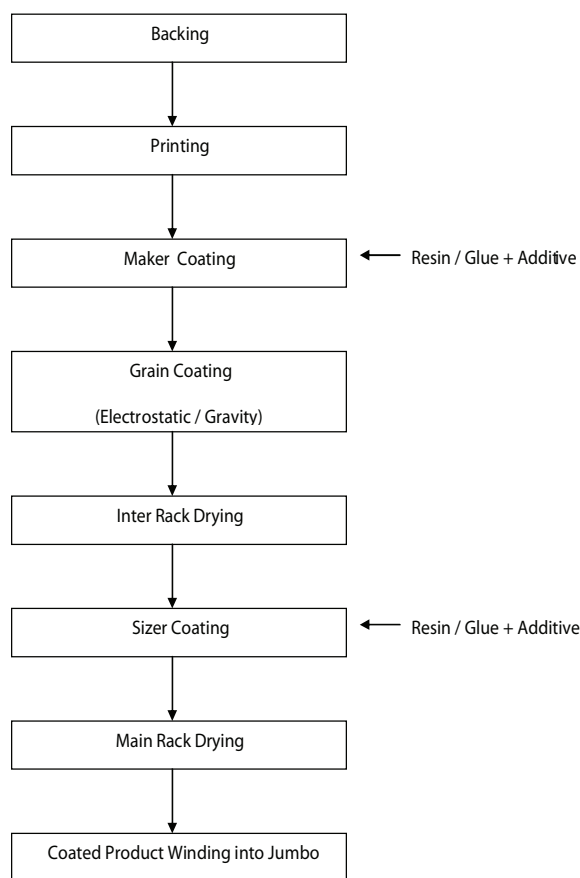 Backing
Printing
Maker Coating
Resin / Glue + Additive
Grain Coating
(Electrostatic / Gravity)
Inter Rack Drying
Sizer Coating
Resin / Glue + Additive
Main Rack Drying
Coated Product Winding into Jumbo